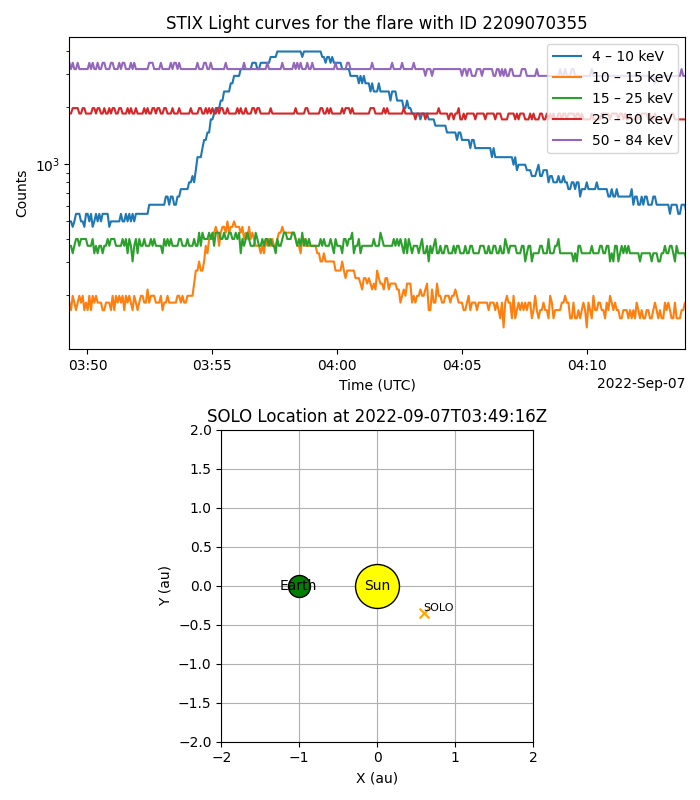 STIX Light curves for the flare with ID 2209070355
4 – 10 keV
10 – 15 keV
15 – 25 keV
25 – 50 keV
50 – 84 keV
10³
Counts
03:50 03:55 04:00 04:05 04:10
Time (UTC)
2022-Sep-07
SOLO Location at 2022-09-07T03:49:16Z
2.0
1.5
1.0
0.5
0.0
−0.5
−1.0
−1.5
−2.0
Y (au)
Earth
Sun
SOLO
−2 −1 0 1 2
X (au)